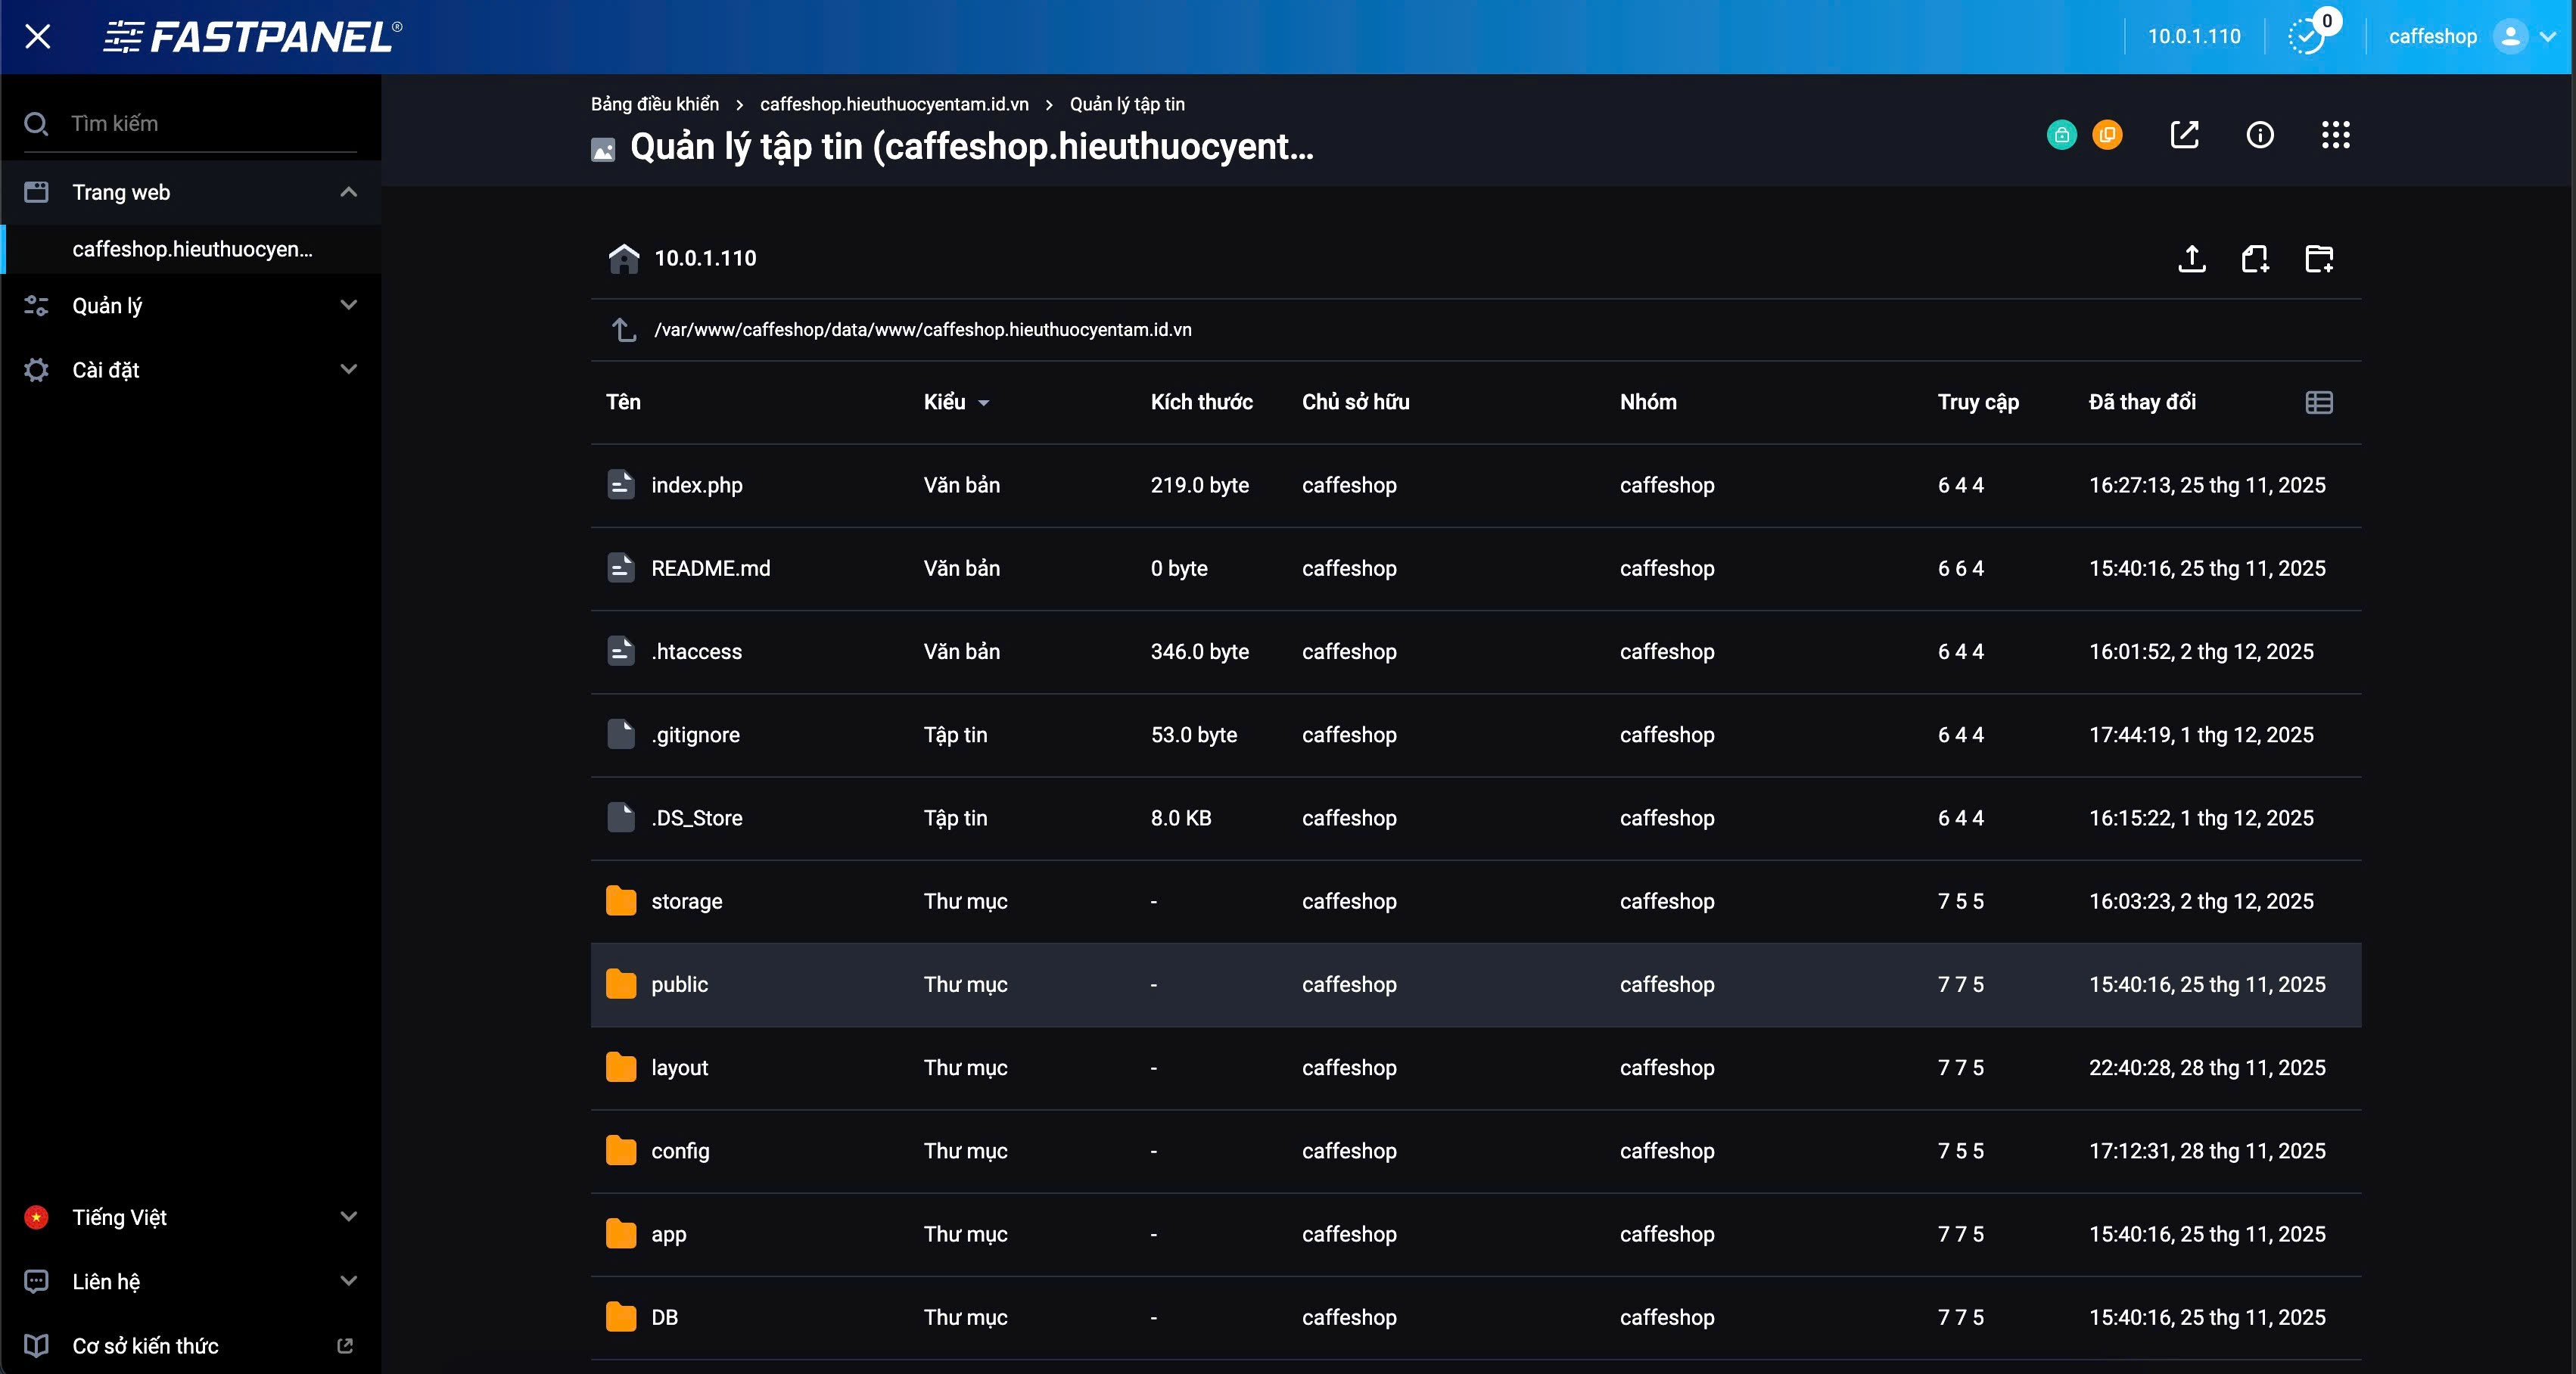 FASTPANEL®
10.0.1.110
0
caffeshop
Tìm kiếm
Trang web
caffeshop.hieuthuocyen...
Quản lý
Cài đặt
Tiếng Việt
Liên hệ
Cơ sở kiến thức
Bảng điều khiển > caffeshop.hieuthuocyentam.id.vn > Quản lý tập tin
Quản lý tập tin (caffeshop.hieuthuocyent...
10.0.1.110
/var/www/caffeshop/data/www/caffeshop.hieuthuocyentam.id.vn
Tên Kiểu Kích thước Chủ sở hữu Nhóm Truy cập Đã thay đổi
index.php Văn bản 219.0 byte caffeshop caffeshop 6 4 4 16:27:13, 25 thg 11, 2025
README.md Văn bản 0 byte caffeshop caffeshop 6 6 4 15:40:16, 25 thg 11, 2025
.htaccess Văn bản 346.0 byte caffeshop caffeshop 6 4 4 16:01:52, 2 thg 12, 2025
.gitignore Tập tin 53.0 byte caffeshop caffeshop 6 4 4 17:44:19, 1 thg 12, 2025
.DS_Store Tập tin 8.0 KB caffeshop caffeshop 6 4 4 16:15:22, 1 thg 12, 2025
storage Thư mục - caffeshop caffeshop 7 5 5 16:03:23, 2 thg 12, 2025
public Thư mục - caffeshop caffeshop 7 7 5 15:40:16, 25 thg 11, 2025
layout Thư mục - caffeshop caffeshop 7 7 5 22:40:28, 28 thg 11, 2025
config Thư mục - caffeshop caffeshop 7 5 5 17:12:31, 28 thg 11, 2025
app Thư mục - caffeshop caffeshop 7 7 5 15:40:16, 25 thg 11, 2025
DB Thư mục - caffeshop caffeshop 7 7 5 15:40:16, 25 thg 11, 2025